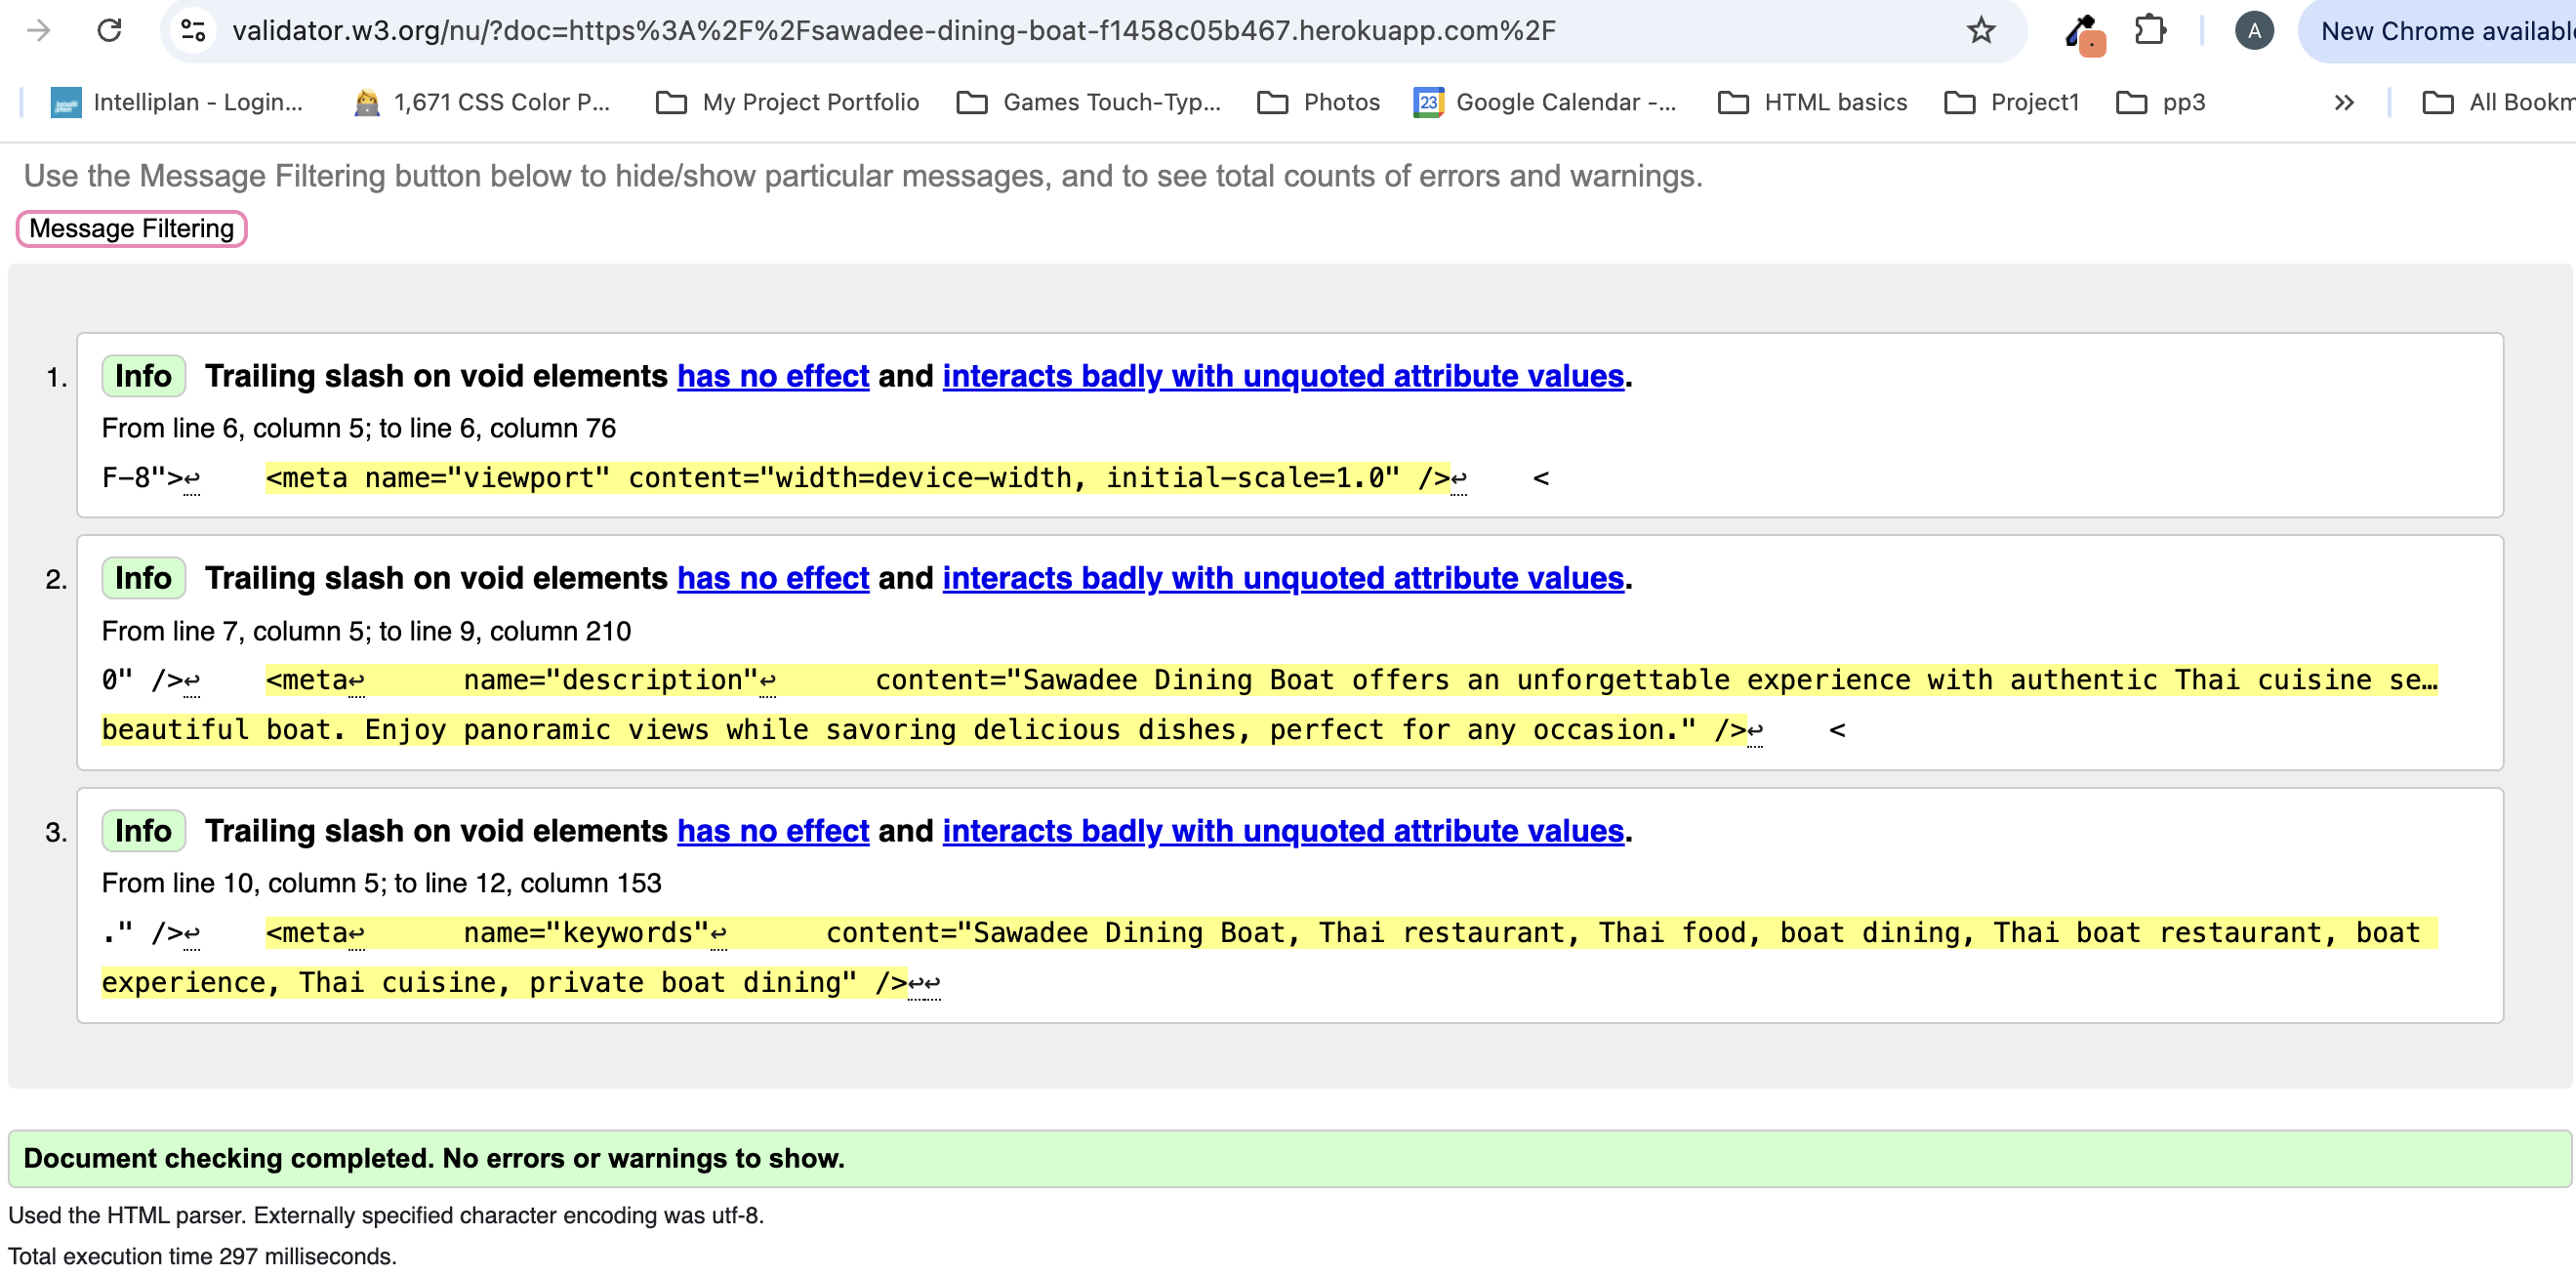 validator.w3.org/nu/?doc=https%3A%2F%2Fsawadee-dining-boat-f1458c05b467.herokuapp.com%2F
A
New Chrome available
Intelliplan - Login...
1,671 CSS Color P...
My Project Portfolio
Games Touch-Typ...
Photos
23
Google Calendar -...
HTML basics
Project1
pp3
All Bookm
Use the Message Filtering button below to hide/show particular messages, and to see total counts of errors and warnings.
Message Filtering
1. Info Trailing slash on void elements has no effect and interacts badly with unquoted attribute values.
From line 6, column 5; to line 6, column 76
F-8">↩    <meta name="viewport" content="width=device-width, initial-scale=1.0" />↩    <
2. Info Trailing slash on void elements has no effect and interacts badly with unquoted attribute values.
From line 7, column 5; to line 9, column 210
0" />↩    <meta↩      name="description"↩      content="Sawadee Dining Boat offers an unforgettable experience with authentic Thai cuisine se…
beautiful boat. Enjoy panoramic views while savoring delicious dishes, perfect for any occasion." />↩    <
3. Info Trailing slash on void elements has no effect and interacts badly with unquoted attribute values.
From line 10, column 5; to line 12, column 153
." />↩    <meta↩      name="keywords"↩      content="Sawadee Dining Boat, Thai restaurant, Thai food, boat dining, Thai boat restaurant, boat
experience, Thai cuisine, private boat dining" />↩↩
Document checking completed. No errors or warnings to show.
Used the HTML parser. Externally specified character encoding was utf-8.
Total execution time 297 milliseconds.